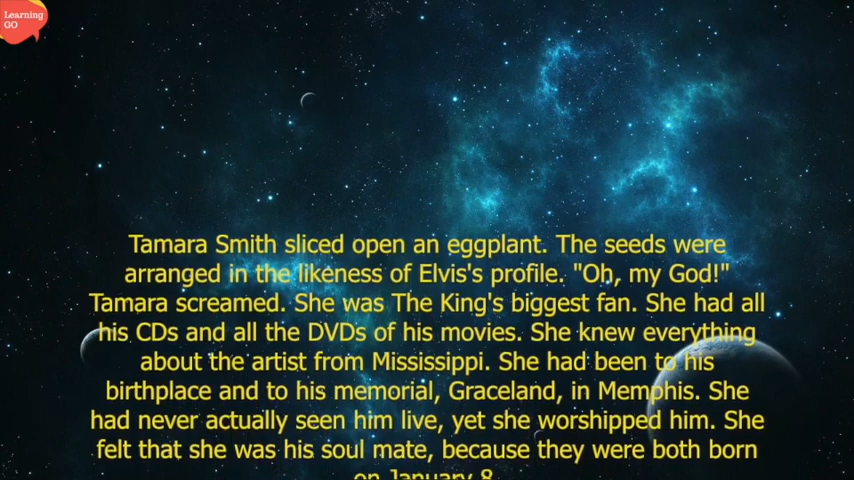 Learning
GO
Tamara Smith sliced open an eggplant. The seeds were
arranged in the likeness of Elvis's profile. "Oh, my God!"
Tamara screamed. She was The King's biggest fan. She had all
his CDs and all the DVDs of his movies. She knew everything
about the artist from Mississippi. She had been to his
birthplace and to his memorial, Graceland, in Memphis. She
had never actually seen him live, yet she worshipped him. She
felt that she was his soul mate, because they were both born
on January 8